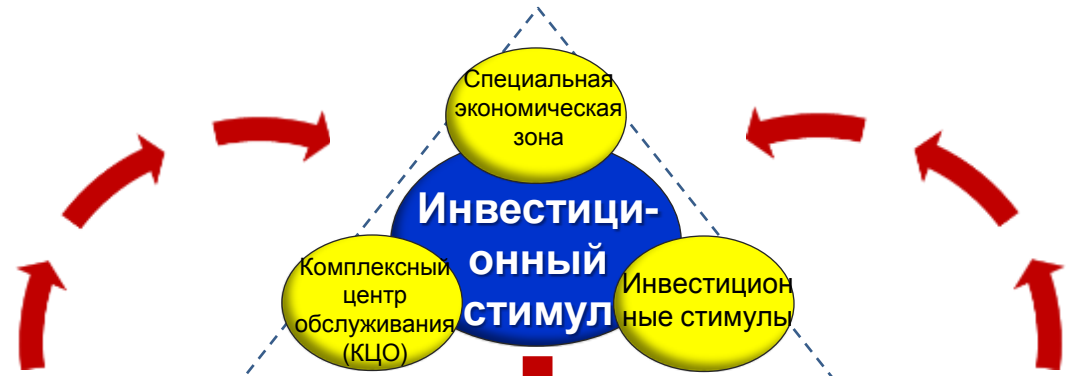 Специальная
экономическая
зона
Инвестици-
онный
стимул
Комплексный
центр
обслуживания
(КЦО)
Инвестицион
ные стимулы